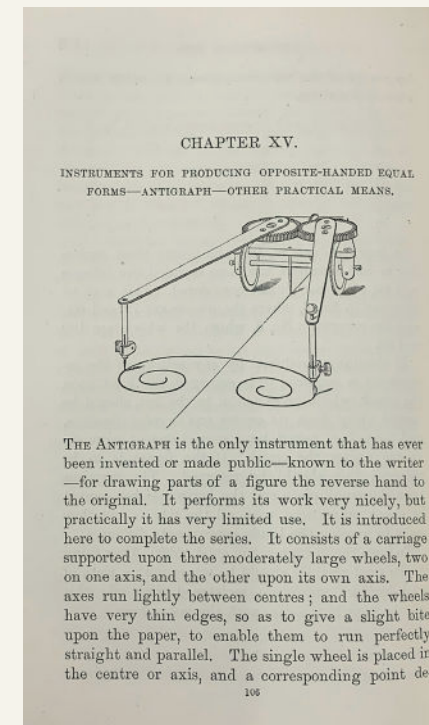 CHAPTER XV.
INSTRUMENTS FOR PRODUCING OPPOSITE-HANDED EQUAL
FORMS—ANTIGRAPH—OTHER PRACTICAL MEANS.
THE ANTIGRAPH is the only instrument that has ever
been invented or made public—known to the writer
—for drawing parts of a figure the reverse hand to
the original. It performs its work very nicely, but
practically it has very limited use. It is introduced
here to complete the series. It consists of a carriage
supported upon three moderately large wheels, two
on one axis, and the other upon its own axis. The
axes run lightly between centres; and the wheels
have very thin edges, so as to give a slight bite
upon the paper, to enable them to run perfectly
straight and parallel. The single wheel is placed in
the centre or axis, and a corresponding point de
106